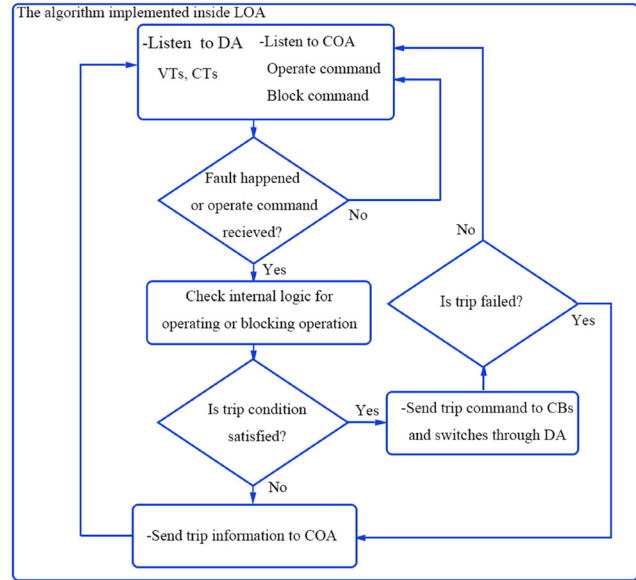 The algorithm implemented inside LOA
-Listen to DA
VTs, CTs
-Listen to COA
Operate command
Block command
Fault happened
or operate command
recieved?
No
Yes
Check internal logic for
operating or blocking operation
Is trip condition
satisfied?
Yes
No
-Send trip command to CBs
and switches through DA
Is trip failed?
No
Yes
-Send trip information to COA